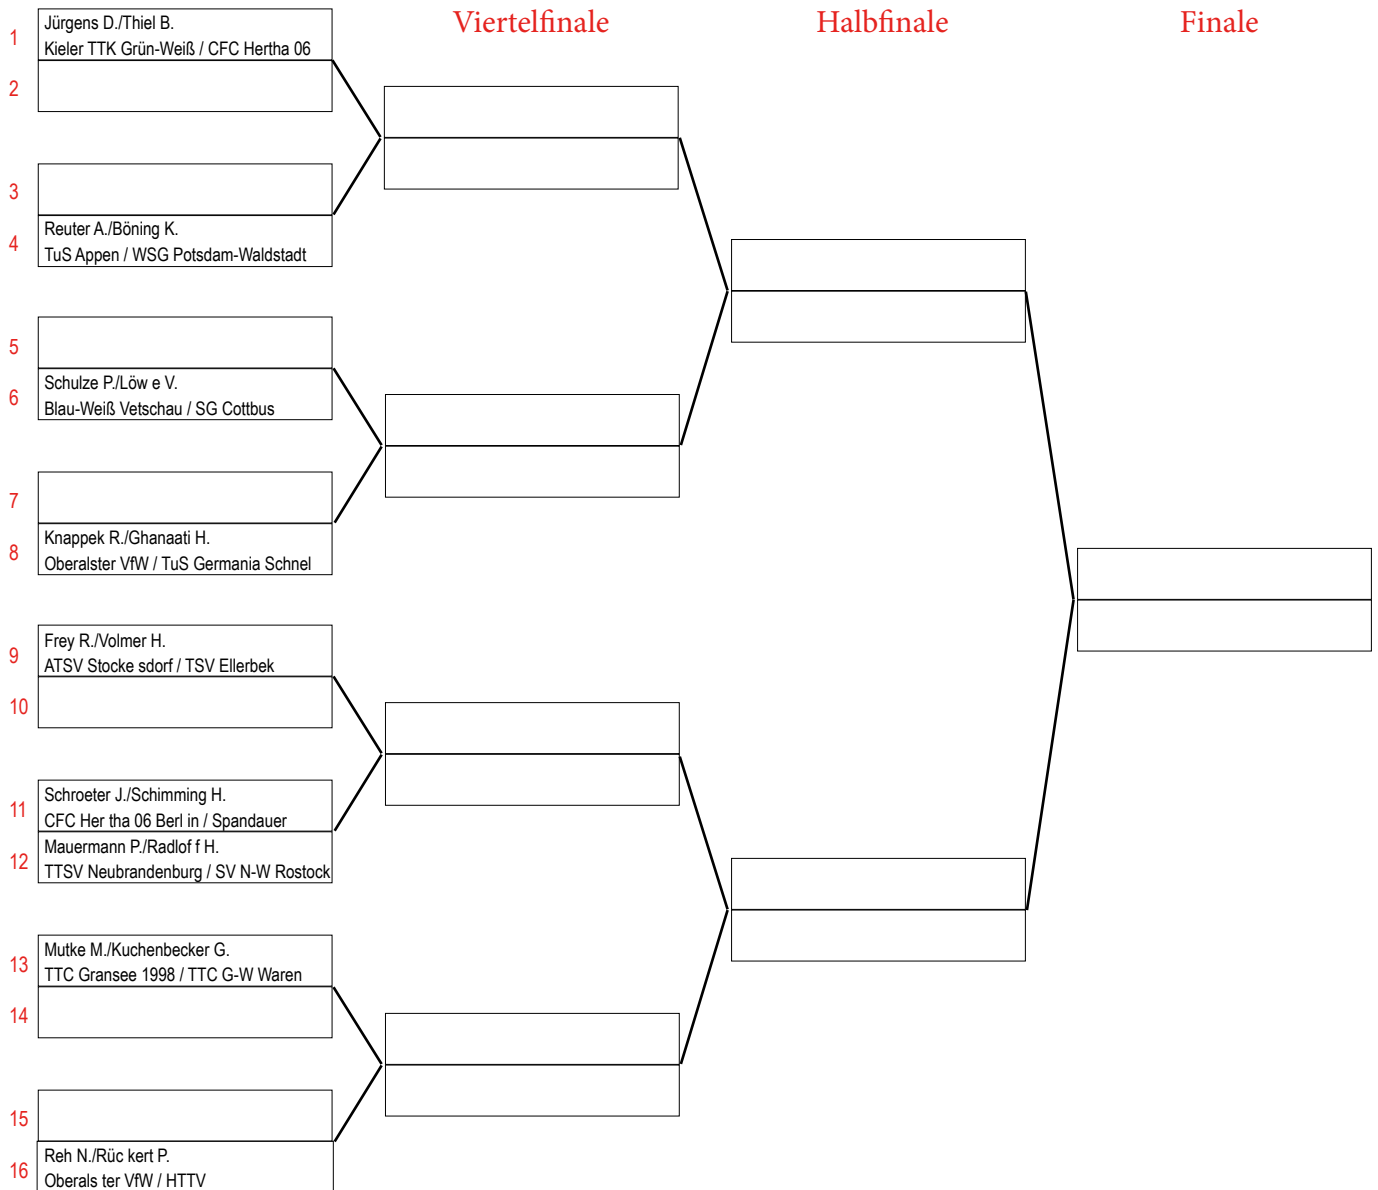 Viertelfinale
Halbfinale
Finale
1
Jürgens D./Thiel B.
Kieler TTK Grün-Weiß / CFC Hertha 06
2
3
4
Reuter A./Böning K.
TuS Appen / WSG Potsdam-Waldstadt
5
6
Schulze P./Löw e V.
Blau-Weiß Vetschau / SG Cottbus
7
8
Knappek R./Ghanaati H.
Oberalster VfW / TuS Germania Schnel
9
Frey R./Volmer H.
ATSV Stocke sdorf / TSV Ellerbek
10
11
Schroeter J./Schimming H.
CFC Her tha 06 Berl in / Spandauer
12
Mauermann P./Radlof f H.
TTSV Neubrandenburg / SV N-W Rostock
13
Mutke M./Kuchenbecker G.
TTC Gransee 1998 / TTC G-W Waren
14
15
16
Reh N./Rüc kert P.
Oberals ter VfW / HTTV